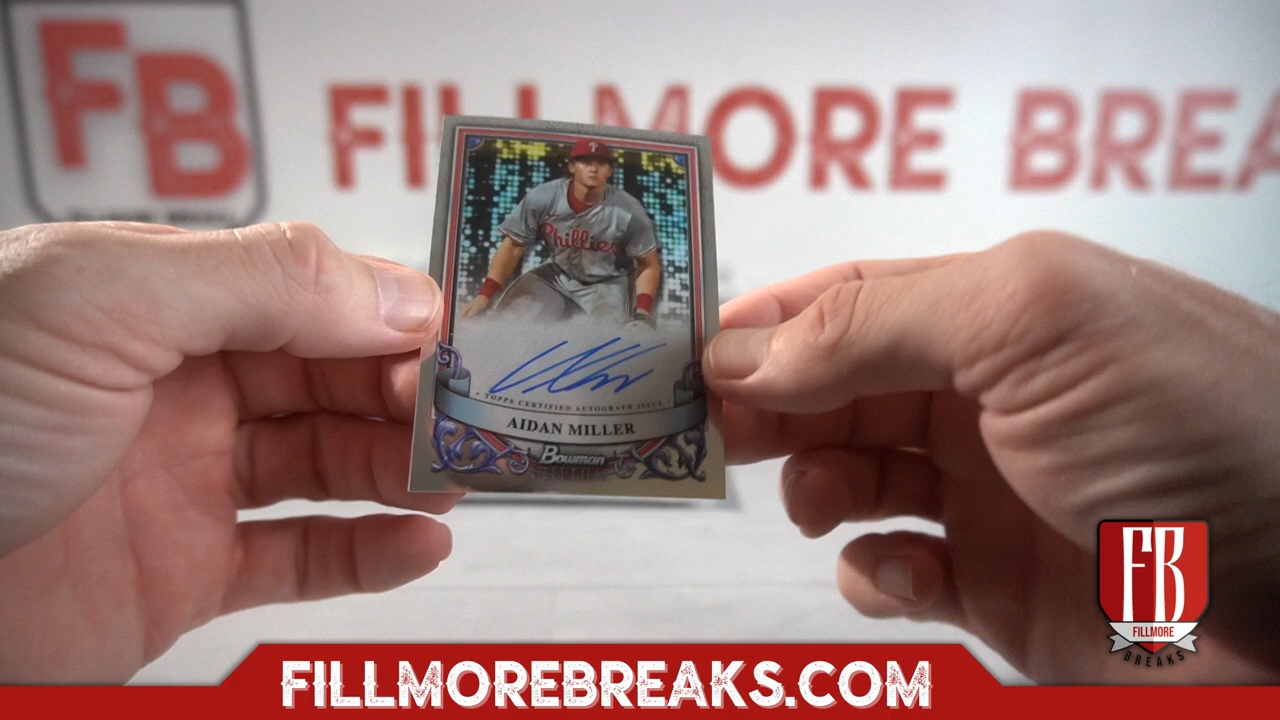 FB
FILLMORE BREA
Phillies
TOPPS CERTIFIED AUTOGRAPH ISSUE
AIDAN MILLER
Bowman
FB
FILLMORE
BREAKS
FILLMOREBREAKS.COM